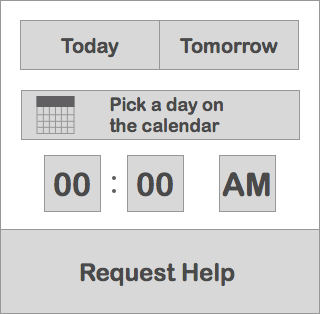 Today Tomorrow
Pick a day on
the calendar
00 : 00 AM
Request Help